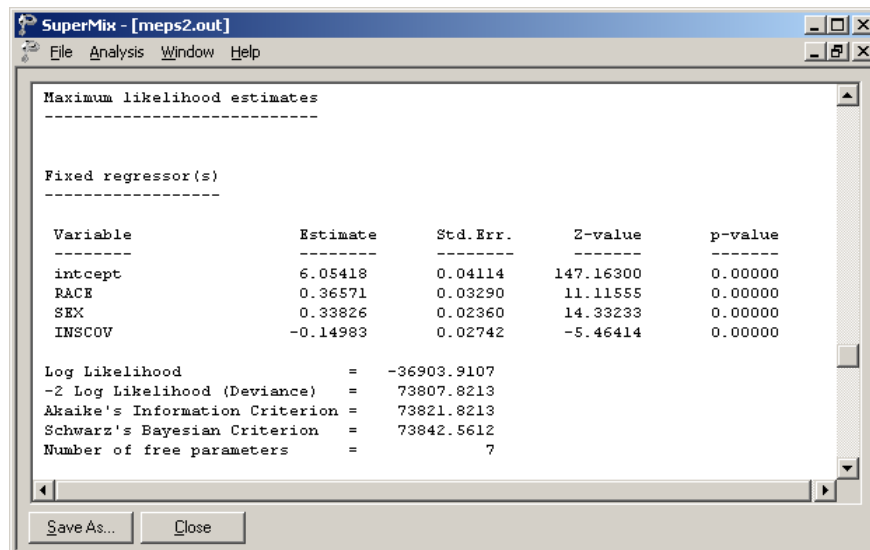 SuperMix - [meps2.out]
File Analysis Window Help
Maximum likelihood estimates
----------------------------
Fixed regressor(s)
------------------
Variable Estimate Std.Err. Z-value p-value
-------- -------- -------- ------- -------
intcept 6.05418 0.04114 147.16300 0.00000
RACE 0.36571 0.03290 11.11555 0.00000
SEX 0.33826 0.02360 14.33233 0.00000
INSCOV -0.14983 0.02742 -5.46414 0.00000
Log Likelihood = -36903.9107
-2 Log Likelihood (Deviance) = 73807.8213
Akaike's Information Criterion = 73821.8213
Schwarz's Bayesian Criterion = 73842.5612
Number of free parameters = 7
Save As... Close